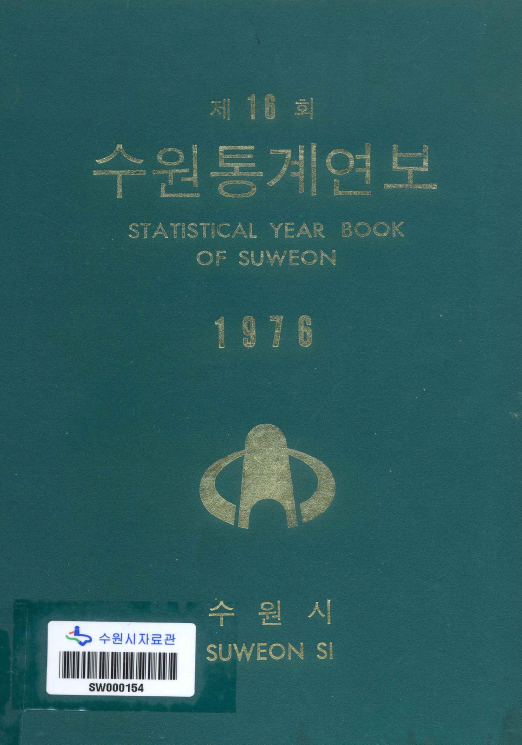 제 16 회
수원통계연보
STATISTICAL YEAR BOOK
OF SUWEON
1976
수 원 시
SUWEON SI
수원시자료관
SW000154